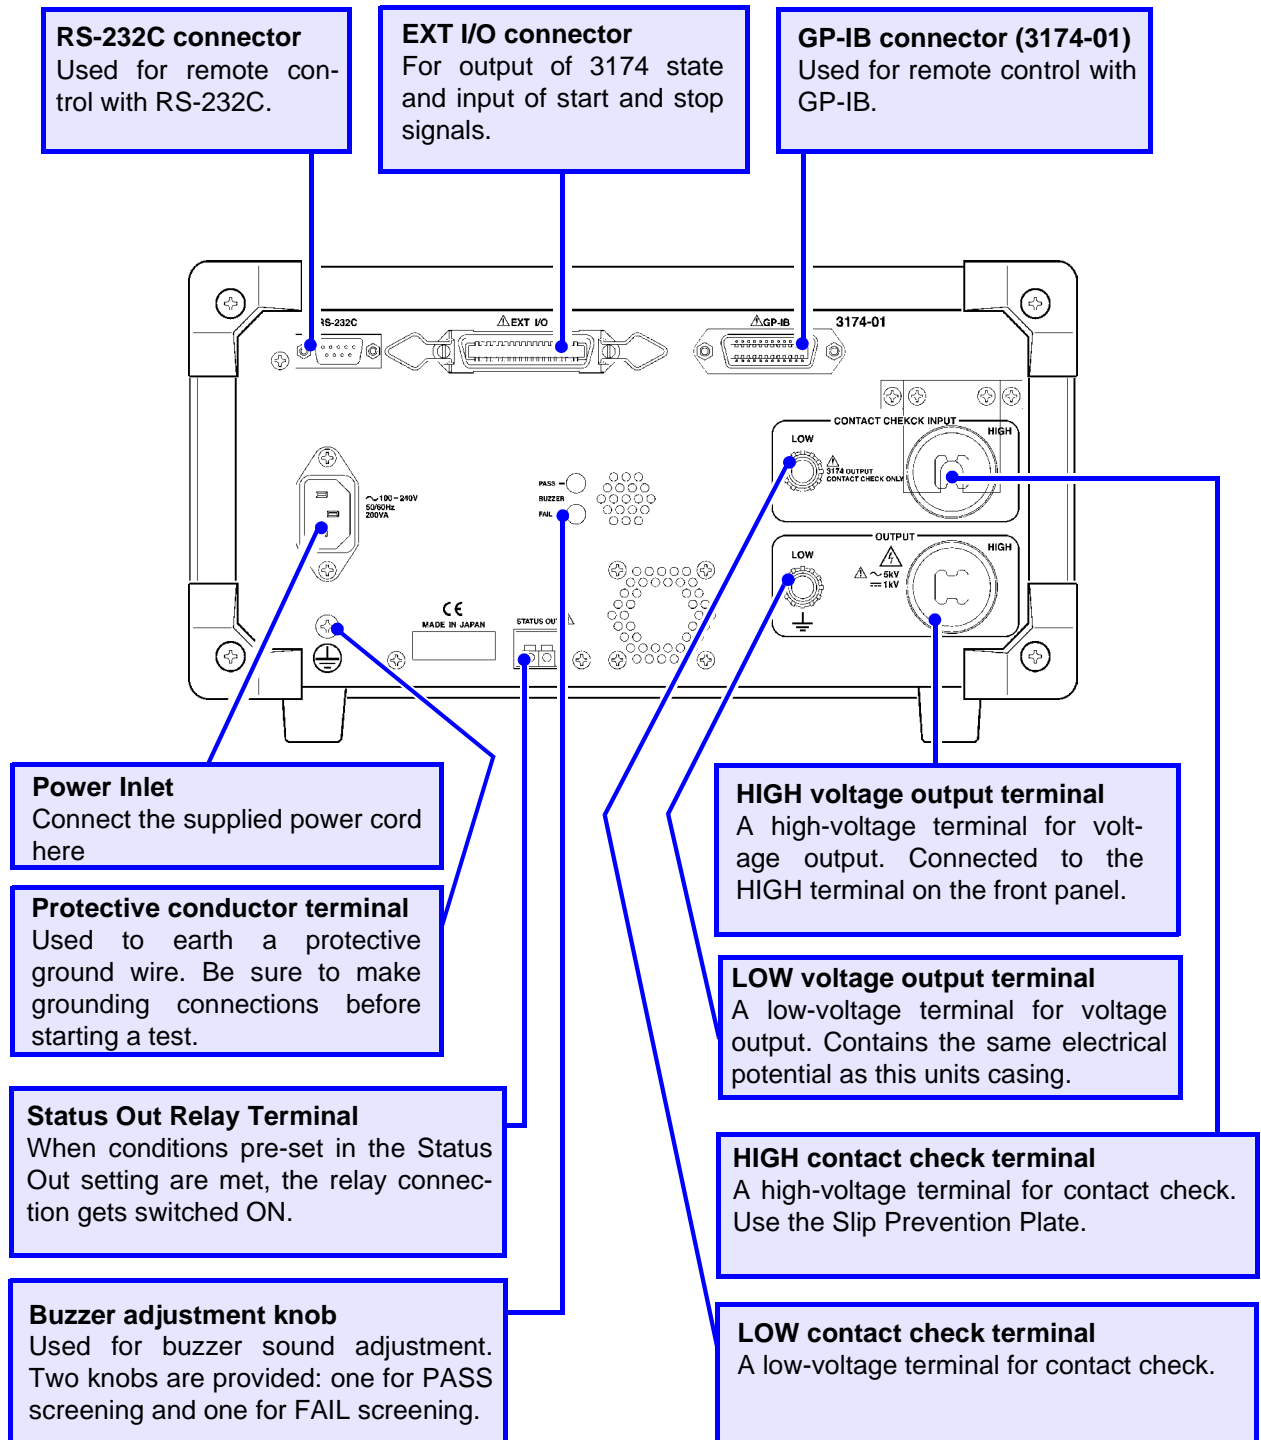 RS-232C connector
Used for remote con-
trol with RS-232C.
EXT I/O connector
For output of 3174 state
and input of start and stop
signals.
GP-IB connector (3174-01)
Used for remote control with
GP-IB.
RS-232C
⚠EXT I/O
⚠GP-IB
3174-01
CONTACT CHEKCK INPUT
LOW
HIGH
⚠
3174 OUTPUT
CONTACT CHECK ONLY
~100-240V
50/60Hz
200VA
PASS
BUZZER
FAIL
OUTPUT
LOW
HIGH
⚠ ~ 5kV
⎓ 1kV
CE
MADE IN JAPAN
STATUS OUT
Power Inlet
Connect the supplied power cord
here
Protective conductor terminal
Used to earth a protective
ground wire. Be sure to make
grounding connections before
starting a test.
Status Out Relay Terminal
When conditions pre-set in the Status
Out setting are met, the relay connec-
tion gets switched ON.
Buzzer adjustment knob
Used for buzzer sound adjustment.
Two knobs are provided: one for PASS
screening and one for FAIL screening.
HIGH voltage output terminal
A high-voltage terminal for volt-
age output. Connected to the
HIGH terminal on the front panel.
LOW voltage output terminal
A low-voltage terminal for voltage
output. Contains the same electrical
potential as this units casing.
HIGH contact check terminal
A high-voltage terminal for contact check.
Use the Slip Prevention Plate.
LOW contact check terminal
A low-voltage terminal for contact check.